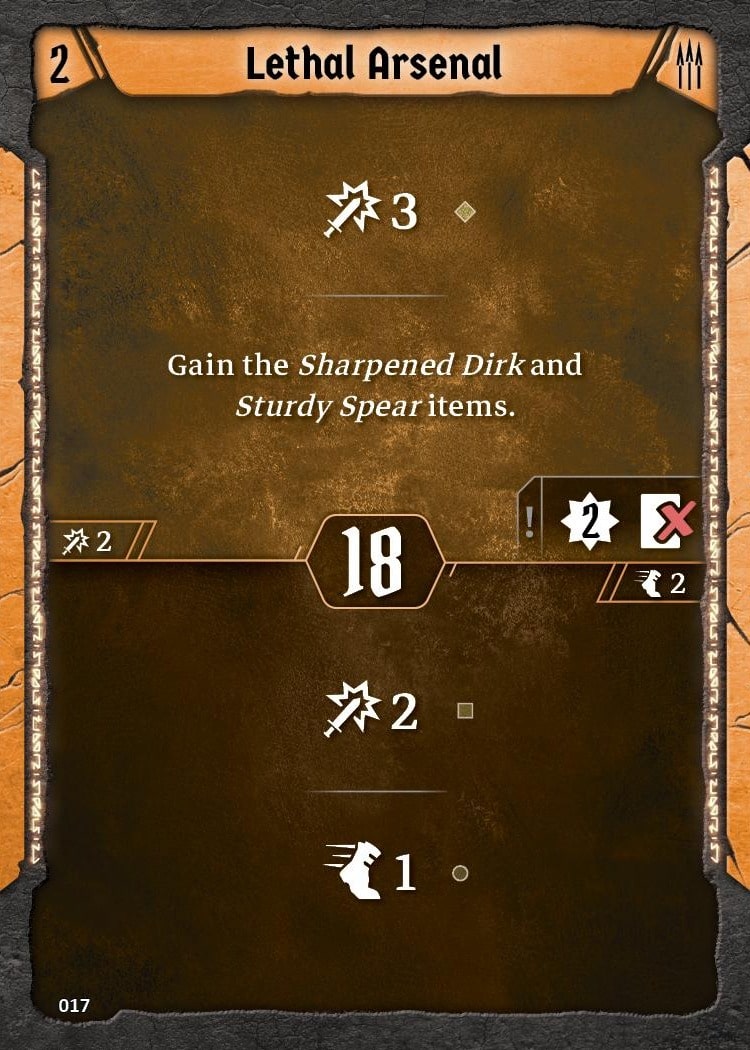 2 Lethal Arsenal
3
Gain the Sharpened Dirk and
Sturdy Spear items.
! 2
2
18
2
2
1
017